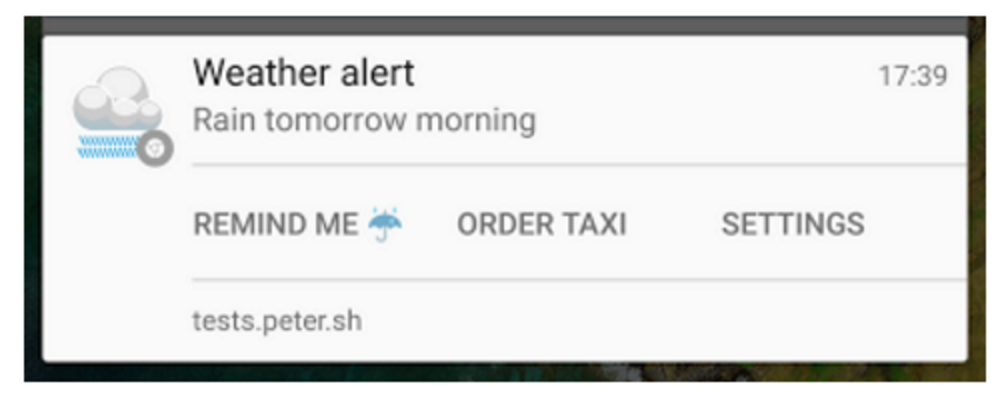 Weather alert 17:39
Rain tomorrow morning
REMIND ME ☔ ORDER TAXI SETTINGS
tests.peter.sh